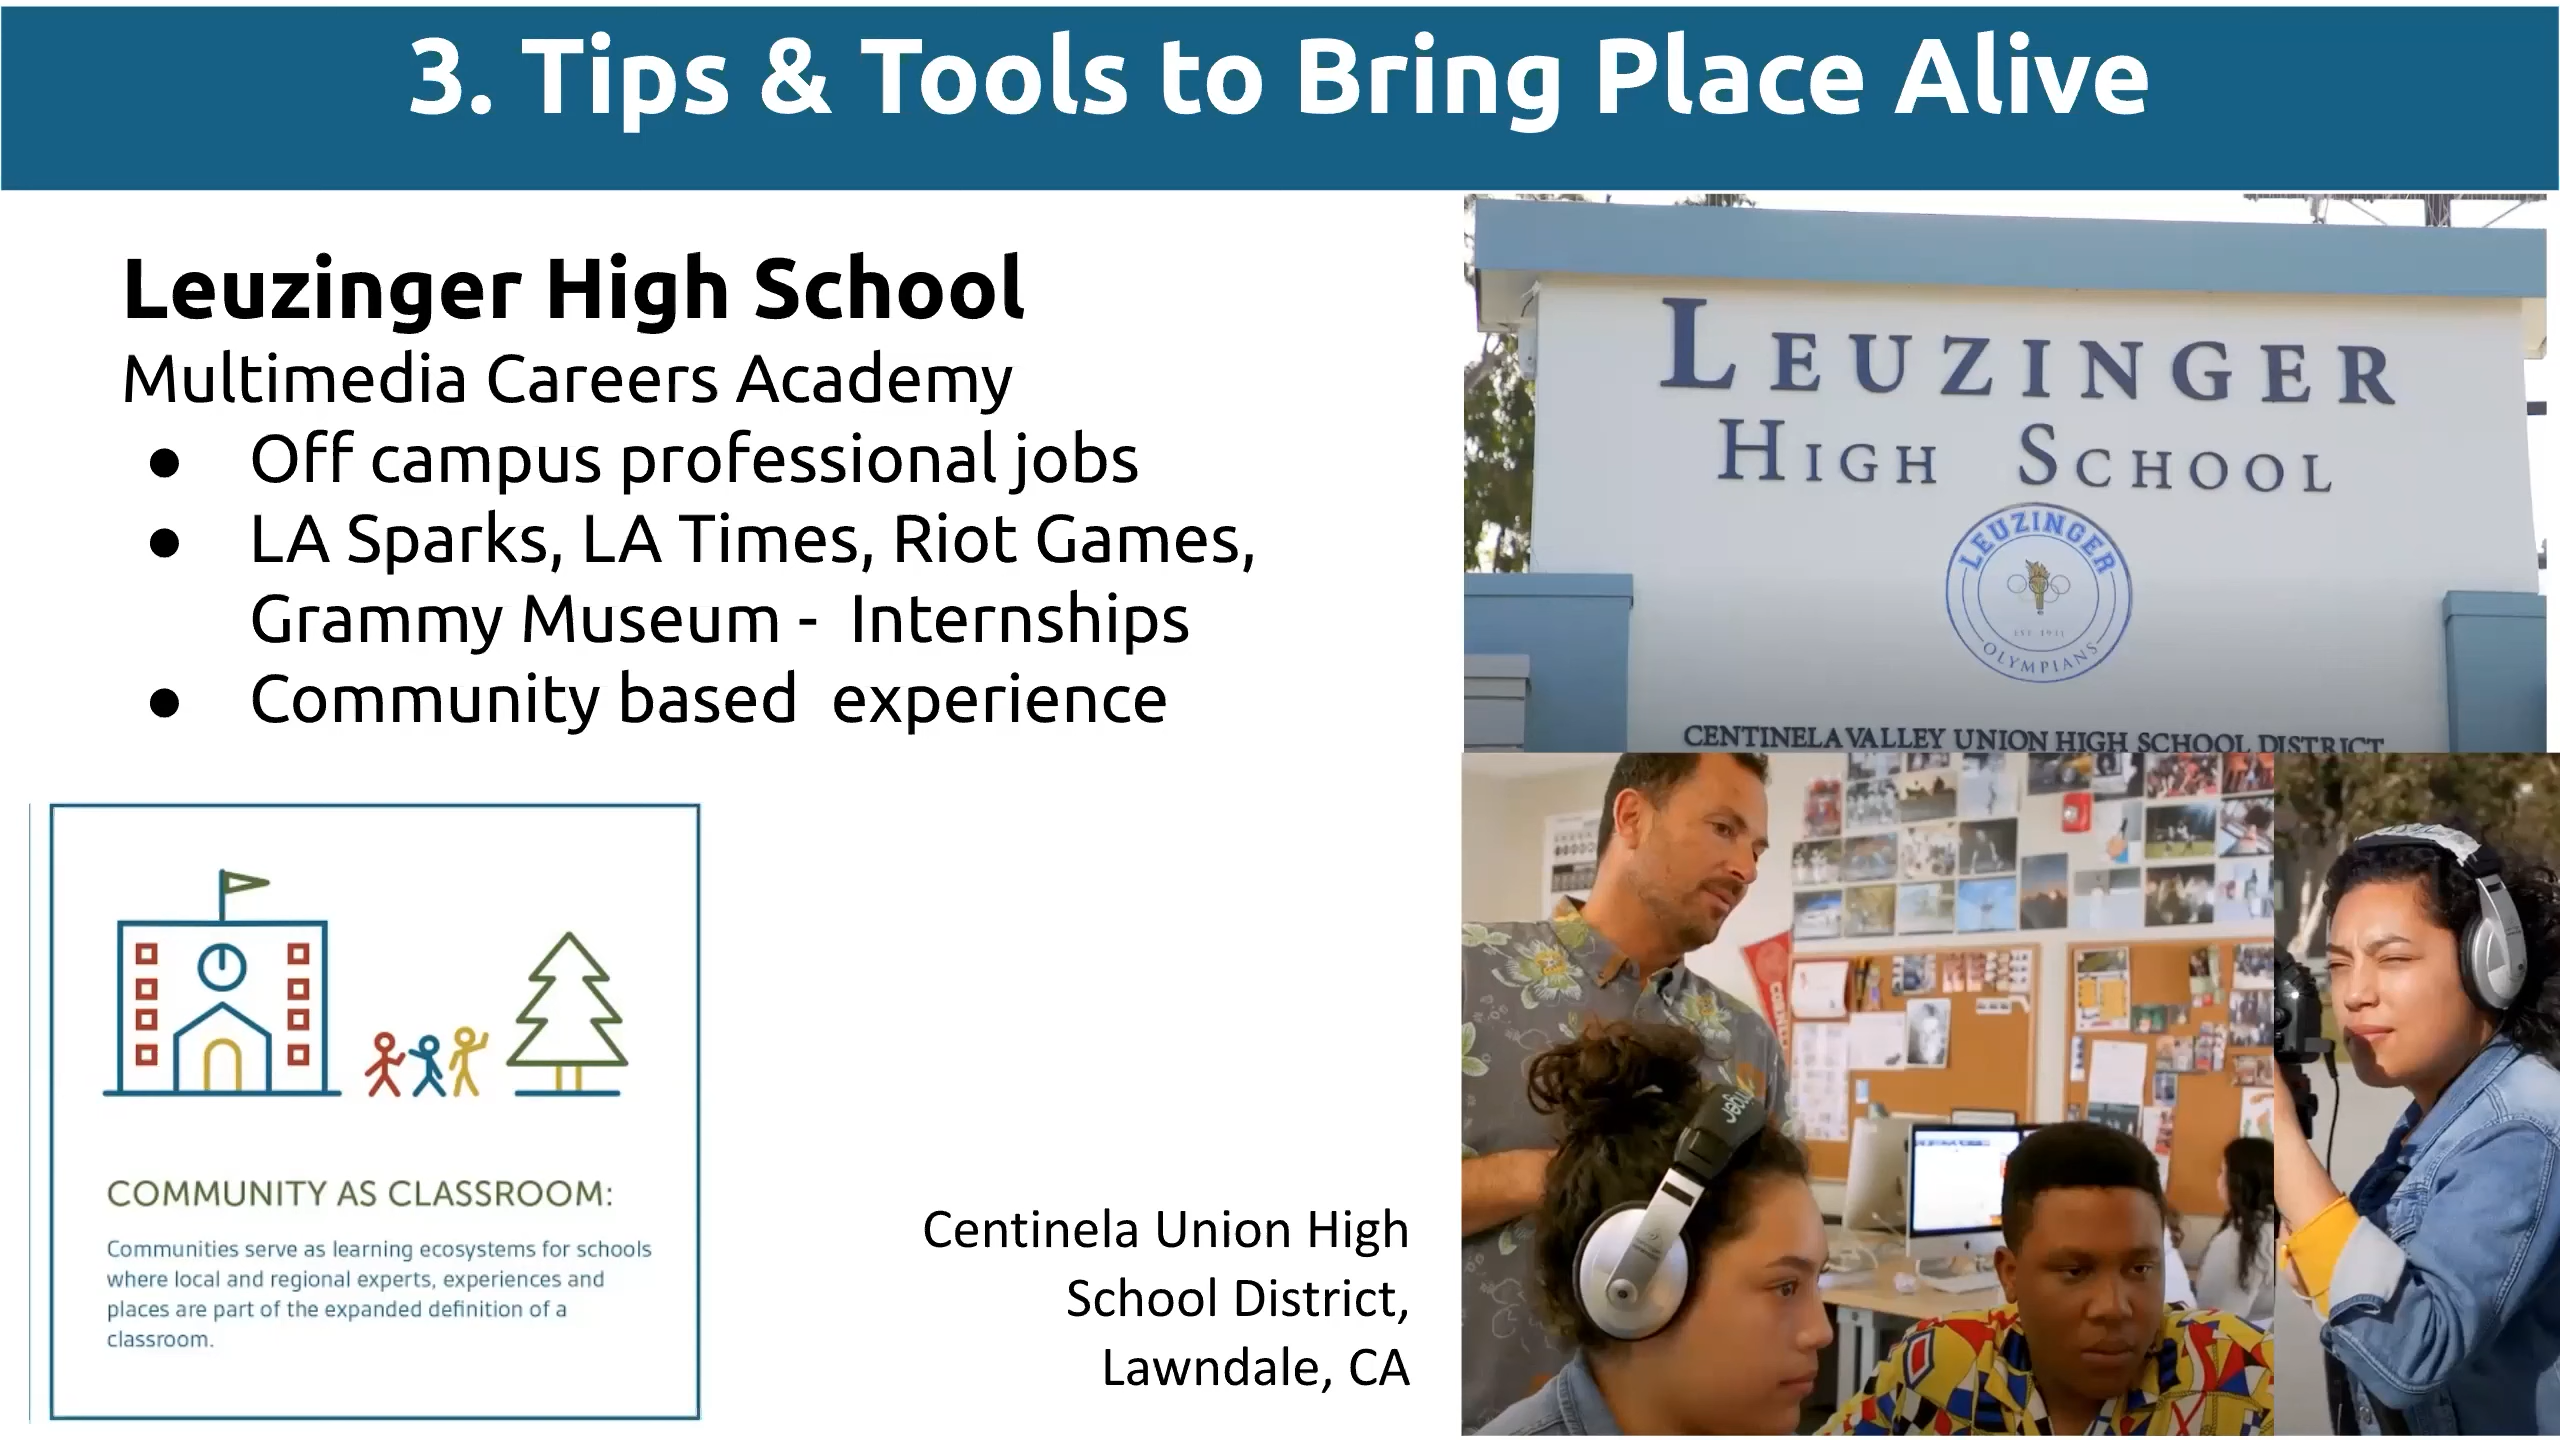 3. Tips & Tools to Bring Place Alive
Leuzinger High School
Multimedia Careers Academy
● Off campus professional jobs
● LA Sparks, LA Times, Riot Games,
Grammy Museum - Internships
● Community based experience
LEUZINGER
HIGH SCHOOL
LEUZINGER
EST. 1931
OLYMPIANS
CENTINELA VALLEY UNION HIGH SCHOOL DISTRICT
COMMUNITY AS CLASSROOM:
Communities serve as learning ecosystems for schools
where local and regional experts, experiences and
places are part of the expanded definition of a
classroom.
Centinela Union High
School District,
Lawndale, CA